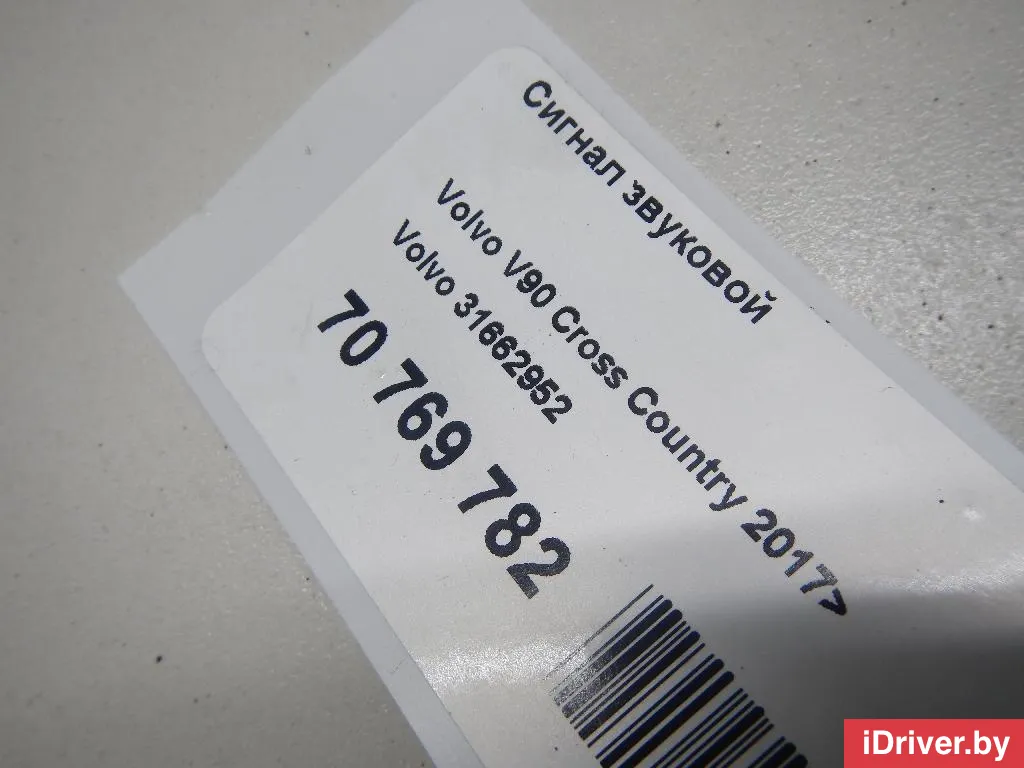 Сигнал звуковой
Volvo V90 Cross Country 2017>
Volvo 31662952
70 769 782
iDriver.by